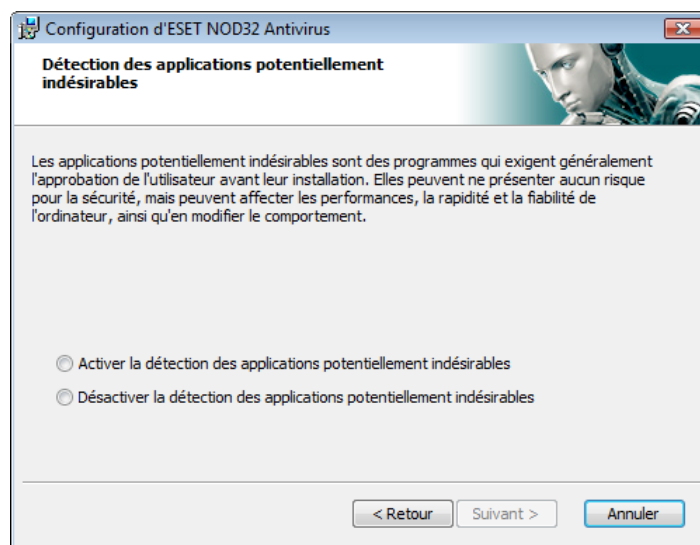 Configuration d'ESET NOD32 Antivirus
Détection des applications potentiellement
indésirables
Les applications potentiellement indésirables sont des programmes qui exigent généralement
l'approbation de l'utilisateur avant leur installation. Elles peuvent ne présenter aucun risque
pour la sécurité, mais peuvent affecter les performances, la rapidité et la fiabilité de
l'ordinateur, ainsi qu'en modifier le comportement.
Activer la détection des applications potentiellement indésirables
Désactiver la détection des applications potentiellement indésirables
< Retour Suivant > Annuler